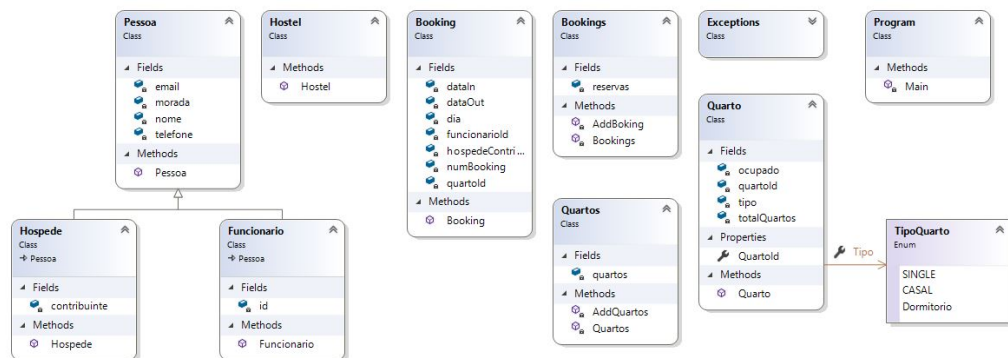 Pessoa
Class
Fields
email
morada
nome
telefone
Methods
Pessoa
Hostel
Class
Methods
Hostel
Booking
Class
Fields
dataIn
dataOut
dia
funcionarioId
hospedeContri...
numBooking
quartoId
Methods
Booking
Bookings
Class
Fields
reservas
Methods
AddBoking
Bookings
Exceptions
Class
Program
Class
Methods
Main
Quarto
Class
Fields
ocupado
quartoId
tipo
totalQuartos
Properties
QuartoId
Methods
Quarto
Tipo
Hospede
Class
Pessoa
Fields
contribuinte
Methods
Hospede
Funcionario
Class
Pessoa
Fields
id
Methods
Funcionario
Quartos
Class
Fields
quartos
Methods
AddQuartos
Quartos
TipoQuarto
Enum
SINGLE
CASAL
Dormitorio